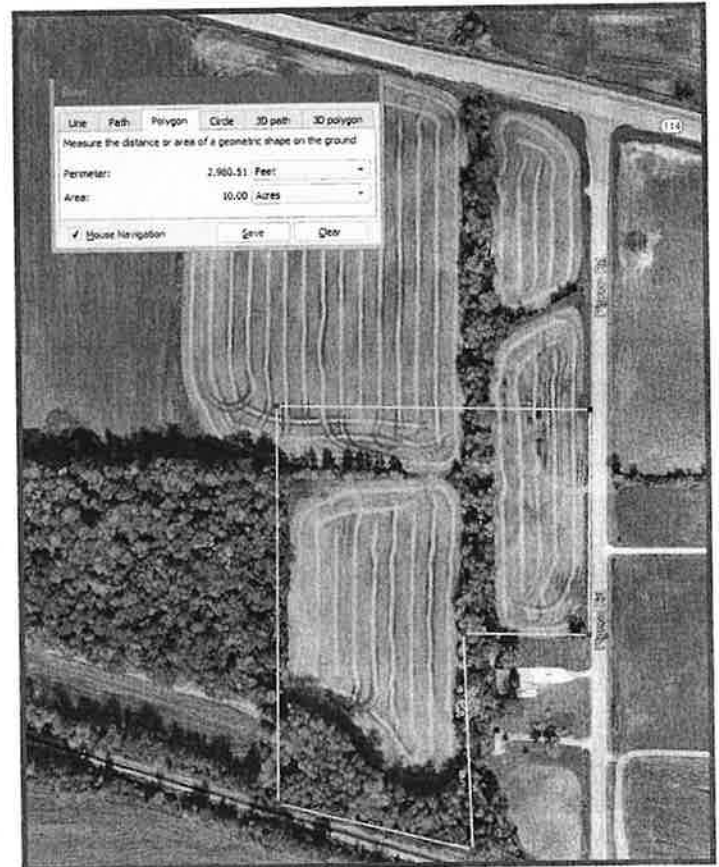 Line Path Polygon Circle 3D path 3D polygon
Measure the distance or area of a geometric shape on the ground
Perimeter: 2,980.51 Feet
Area: 10.00 Acres
✓ Mouse Navigation Save Clear
114